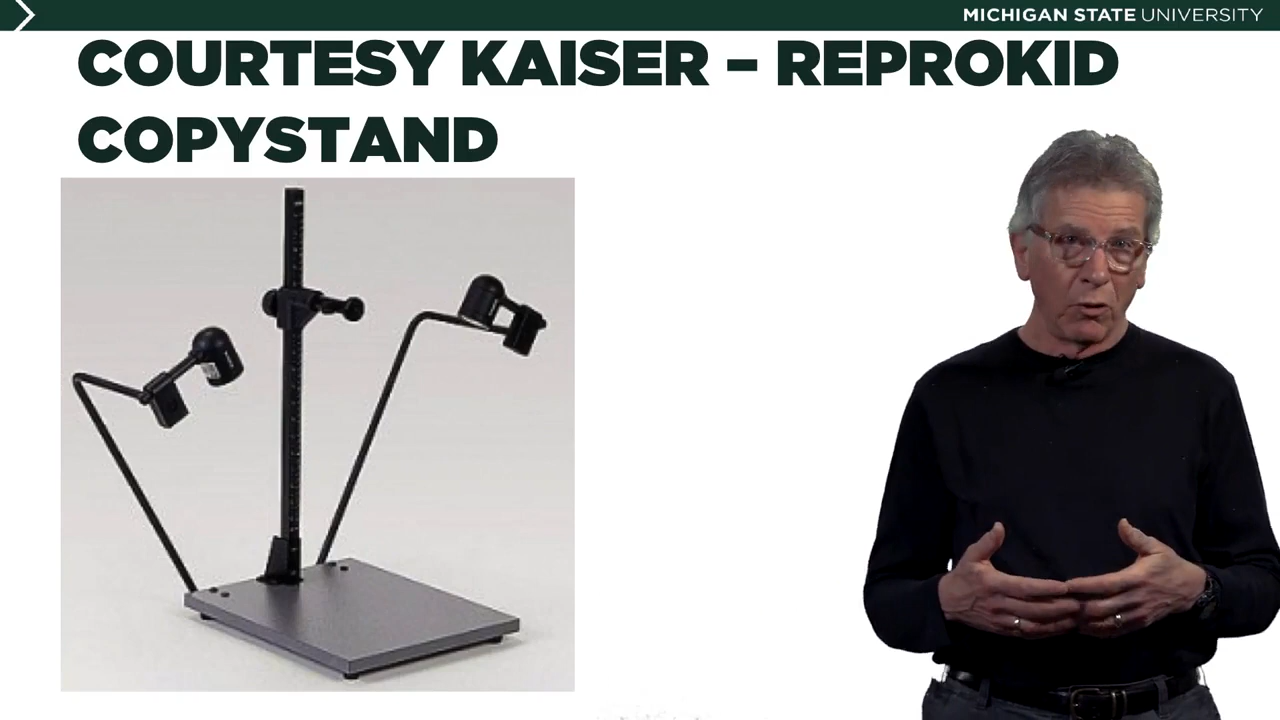 MICHIGAN STATE UNIVERSITY
COURTESY KAISER – REPROKID
COPYSTAND